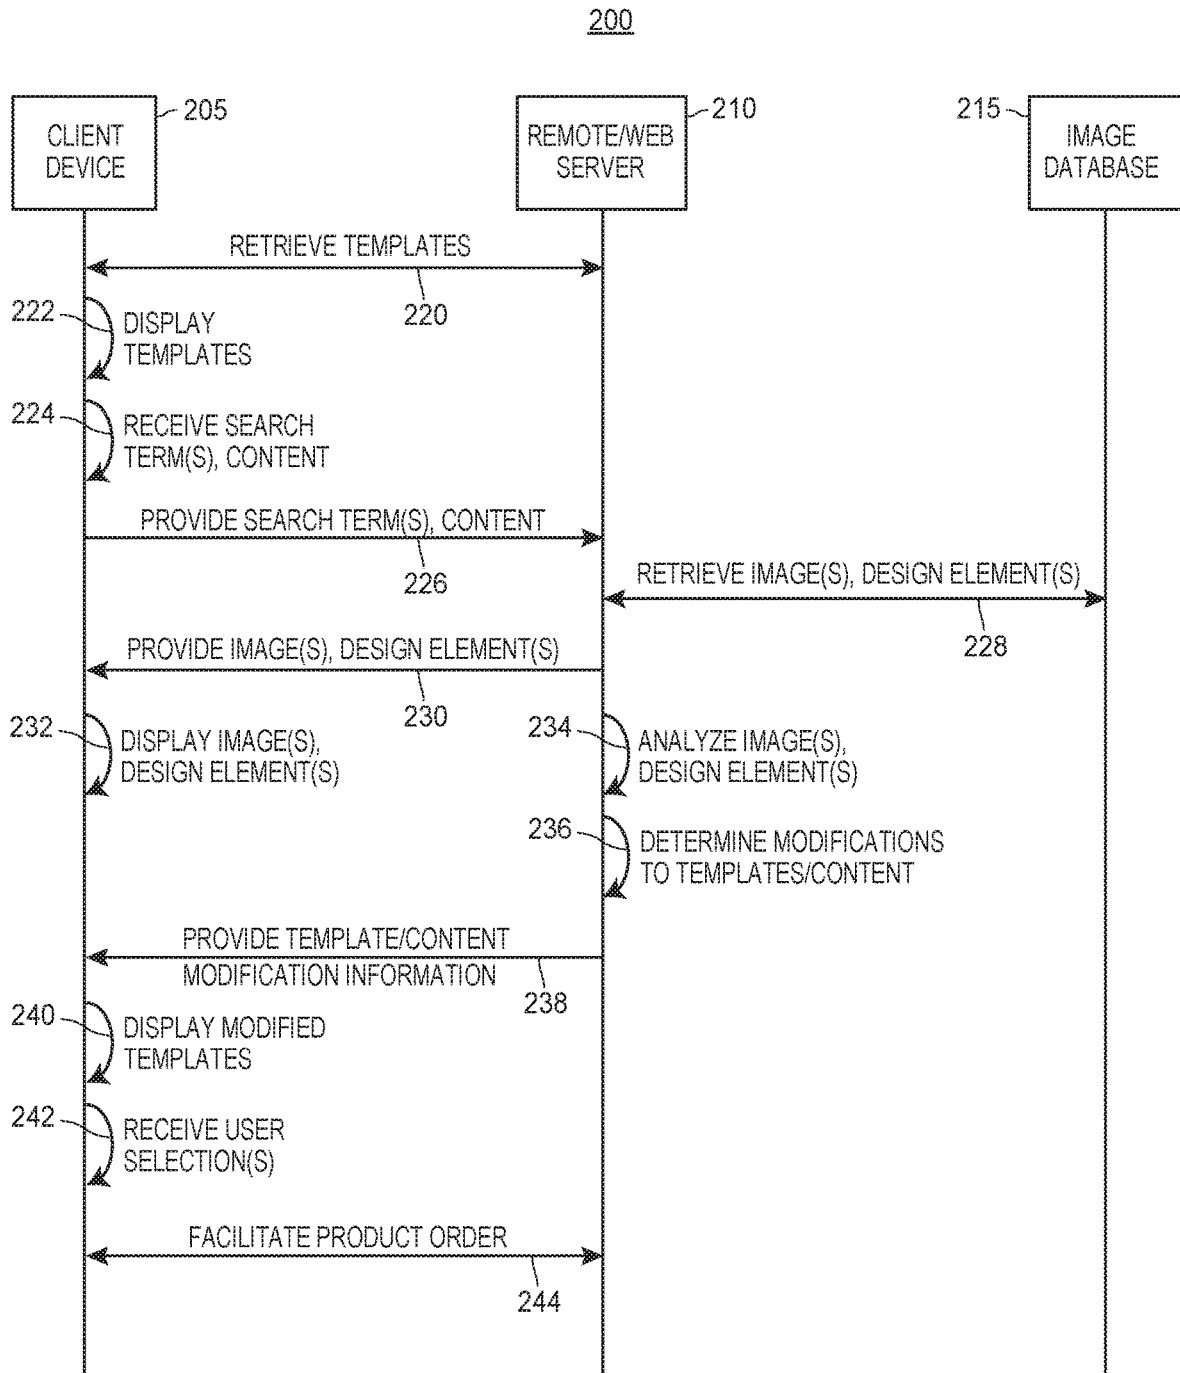 200
CLIENT
DEVICE
205
REMOTE/WEB
SERVER
210
215
IMAGE
DATABASE
RETRIEVE TEMPLATES
220
222
DISPLAY
TEMPLATES
224
RECEIVE SEARCH
TERM(S), CONTENT
PROVIDE SEARCH TERM(S), CONTENT
226
RETRIEVE IMAGE(S), DESIGN ELEMENT(S)
228
PROVIDE IMAGE(S), DESIGN ELEMENT(S)
230
232
DISPLAY IMAGE(S),
DESIGN ELEMENT(S)
234
ANALYZE IMAGE(S),
DESIGN ELEMENT(S)
236
DETERMINE MODIFICATIONS
TO TEMPLATES/CONTENT
PROVIDE TEMPLATE/CONTENT
MODIFICATION INFORMATION
238
240
DISPLAY MODIFIED
TEMPLATES
242
RECEIVE USER
SELECTION(S)
FACILITATE PRODUCT ORDER
244